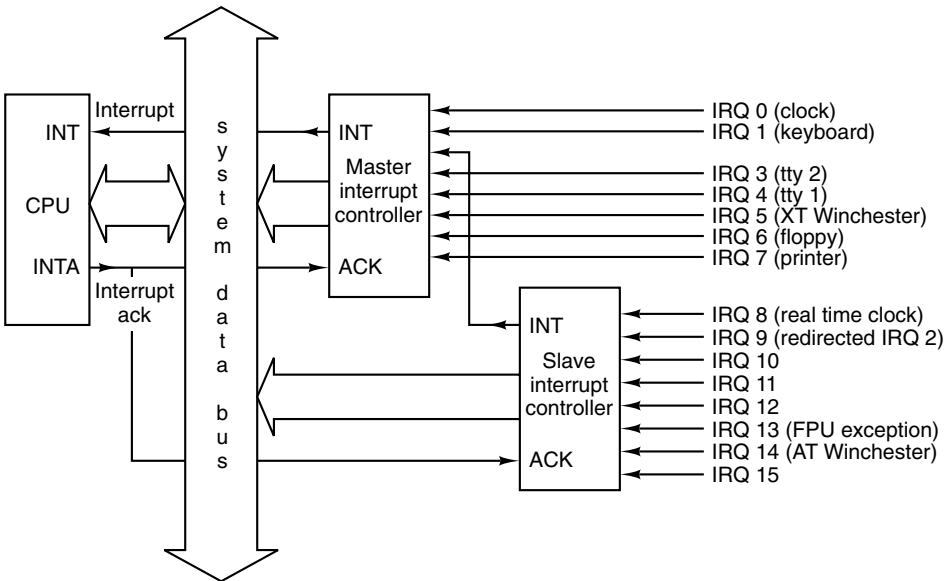 Interrupt
INT
CPU
INTA
Interrupt
ack
system data bus
INT
Master
interrupt
controller
ACK
IRQ 0 (clock)
IRQ 1 (keyboard)
IRQ 3 (tty 2)
IRQ 4 (tty 1)
IRQ 5 (XT Winchester)
IRQ 6 (floppy)
IRQ 7 (printer)
INT
Slave
interrupt
controller
ACK
IRQ 8 (real time clock)
IRQ 9 (redirected IRQ 2)
IRQ 10
IRQ 11
IRQ 12
IRQ 13 (FPU exception)
IRQ 14 (AT Winchester)
IRQ 15